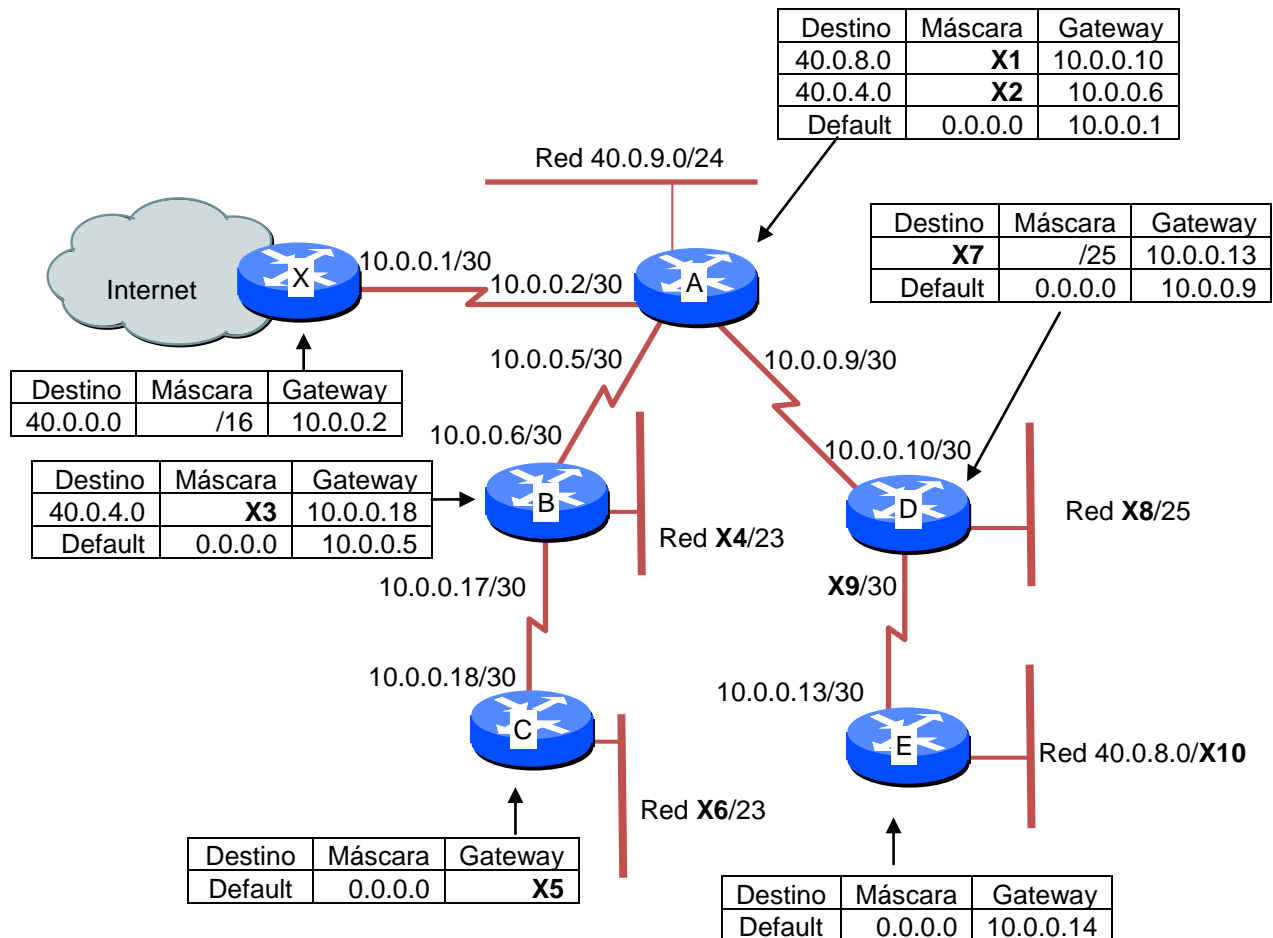 Destino Máscara Gateway
40.0.8.0 X1 10.0.0.10
40.0.4.0 X2 10.0.0.6
Default 0.0.0.0 10.0.0.1
Red 40.0.9.0/24
Destino Máscara Gateway
X7 /25 10.0.0.13
Default 0.0.0.0 10.0.0.9
Internet
X
10.0.0.1/30
10.0.0.2/30
A
10.0.0.5/30
10.0.0.9/30
Destino Máscara Gateway
40.0.0.0 /16 10.0.0.2
10.0.0.6/30
10.0.0.10/30
Destino Máscara Gateway
40.0.4.0 X3 10.0.0.18
Default 0.0.0.0 10.0.0.5
B
Red X4/23
D
Red X8/25
10.0.0.17/30
X9/30
10.0.0.18/30
10.0.0.13/30
C
Red X6/23
E
Red 40.0.8.0/X10
Destino Máscara Gateway
Default 0.0.0.0 X5
Destino Máscara Gateway
Default 0.0.0.0 10.0.0.14